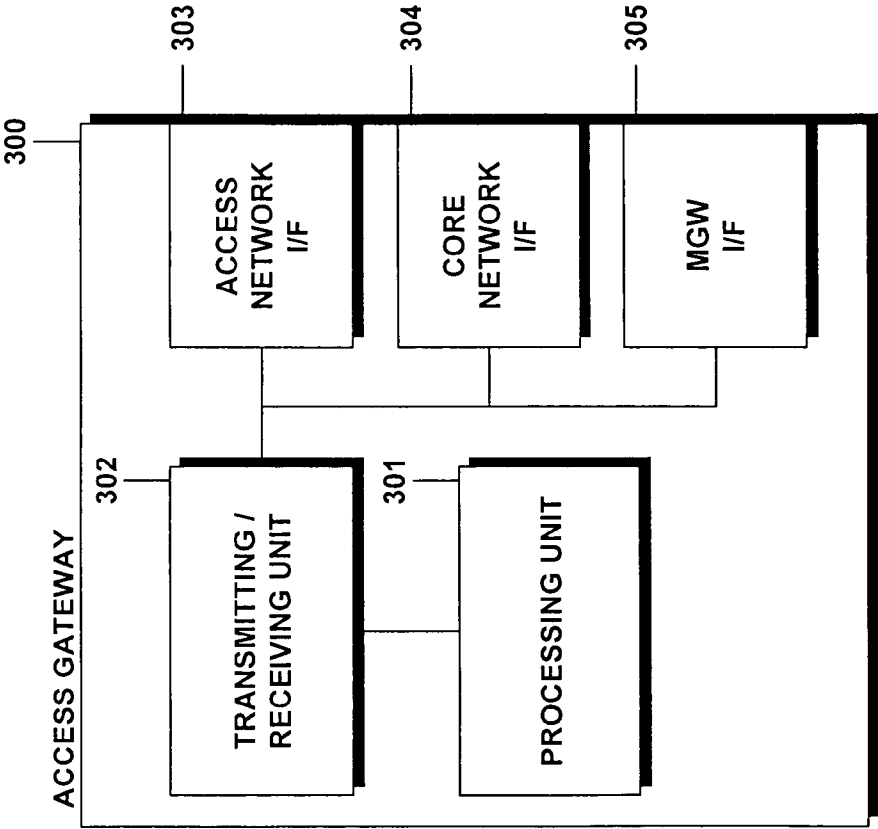 300
ACCESS GATEWAY
302
TRANSMITTING /
RECEIVING UNIT
301
PROCESSING UNIT
303
ACCESS
NETWORK
I/F
304
CORE
NETWORK
I/F
305
MGW
I/F